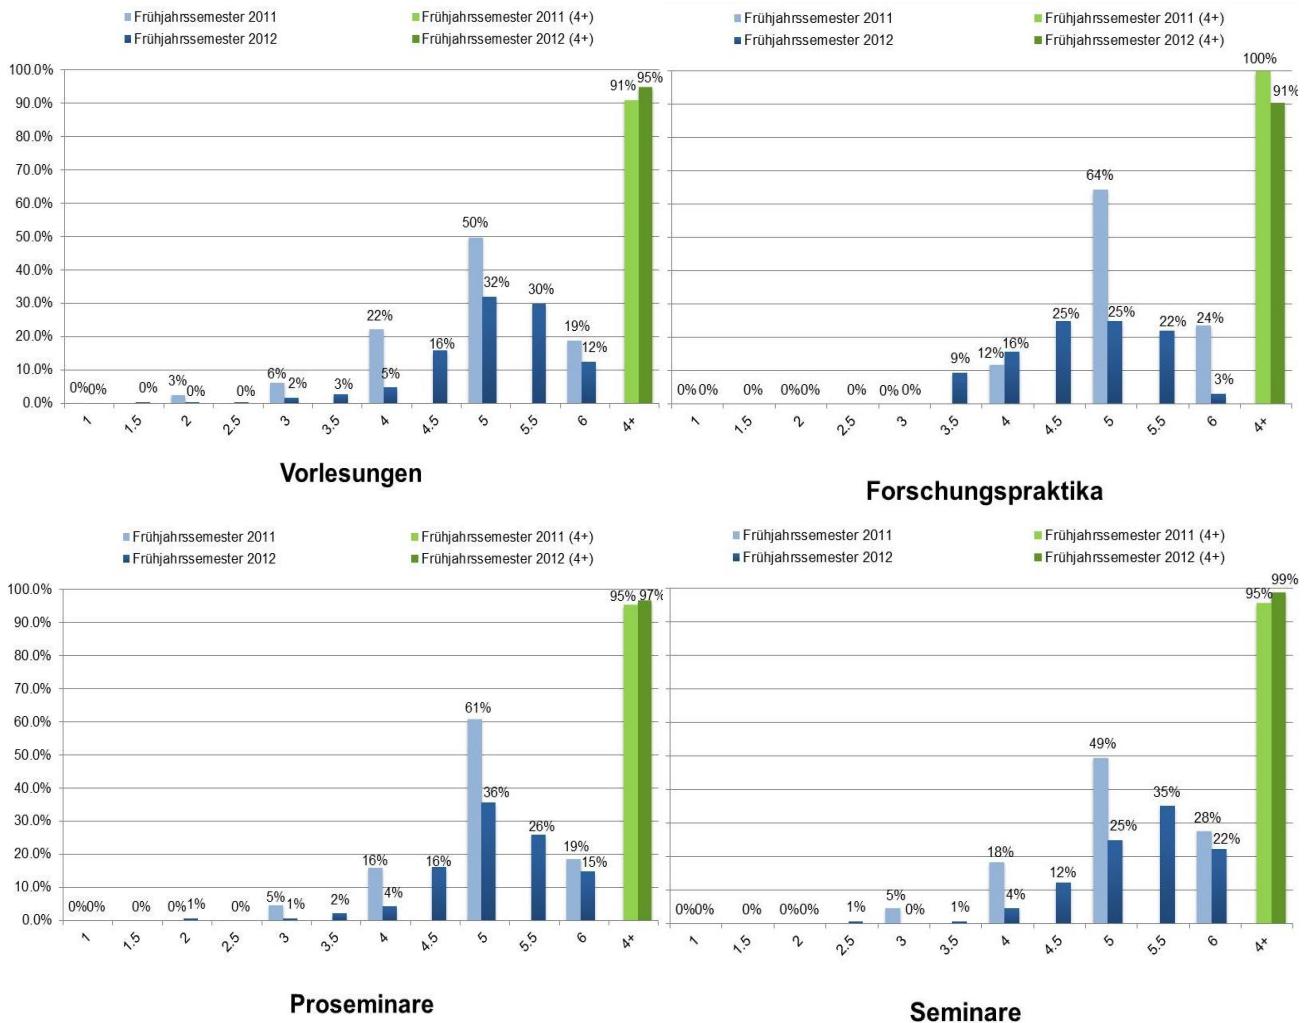 Frühjahrssemester 2011 Frühjahrssemester 2011 (4+)
Frühjahrssemester 2012 Frühjahrssemester 2012 (4+)
100.0%
90.0%
80.0%
70.0%
60.0%
50.0%
40.0%
30.0%
20.0%
10.0%
0.0%
0% 0% 0% 3% 0% 0% 6% 2% 3% 22% 5% 16% 50% 32% 30% 19% 12% 91% 95%
1 1.5 2 2.5 3 3.5 4 4.5 5 5.5 6 4+
Vorlesungen
Frühjahrssemester 2011 Frühjahrssemester 2011 (4+)
Frühjahrssemester 2012 Frühjahrssemester 2012 (4+)
0% 0% 0% 0% 0% 0% 0% 0% 9% 12% 16% 25% 64% 25% 22% 24% 3% 100% 91%
1 1.5 2 2.5 3 3.5 4 4.5 5 5.5 6 4+
Forschungspraktika
Frühjahrssemester 2011 Frühjahrssemester 2011 (4+)
Frühjahrssemester 2012 Frühjahrssemester 2012 (4+)
100.0%
90.0%
80.0%
70.0%
60.0%
50.0%
40.0%
30.0%
20.0%
10.0%
0.0%
0% 0% 0% 0% 1% 0% 5% 1% 2% 16% 4% 16% 61% 36% 26% 19% 15% 95% 97%
1 1.5 2 2.5 3 3.5 4 4.5 5 5.5 6 4+
Proseminare
Frühjahrssemester 2011 Frühjahrssemester 2011 (4+)
Frühjahrssemester 2012 Frühjahrssemester 2012 (4+)
0% 0% 0% 0% 0% 1% 5% 0% 1% 18% 4% 12% 49% 25% 35% 28% 22% 95% 99%
1 1.5 2 2.5 3 3.5 4 4.5 5 5.5 6 4+
Seminare